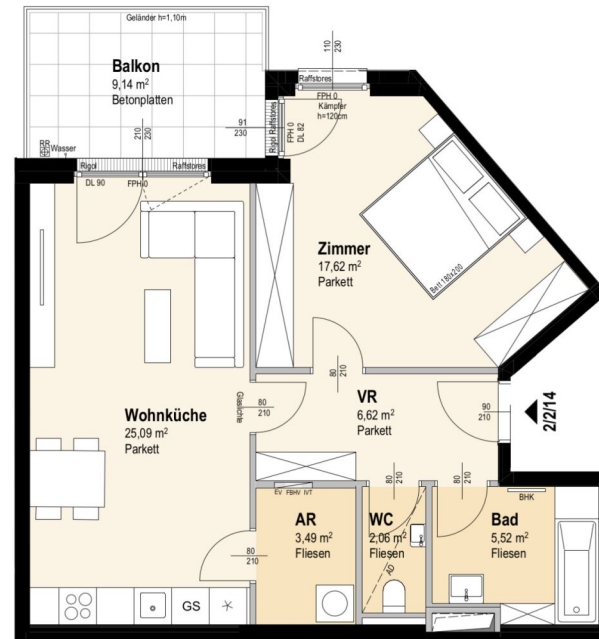 Geländer h=1,10m
Balkon
9,14 m²
Betonplatten
110
230
Raffstores
FPH 0
Kämpfer
h=120cm
91
230
Rigol Raffstores
FPH 0
DL 82
210
230
RR
Wasser
Rigol
Raffstores
DL 90
FPH 0
Zimmer
17,62 m²
Parkett
Bett 180x200
80
210
VR
6,62 m²
Parkett
Wohnküche
25,09 m²
Parkett
Glaslichte
80
210
90
210
2/2/14
80
210
80
210
EV FBHV IVT
BHK
AR
3,49 m²
Fliesen
WC
2,06 m²
Fliesen
AD
Bad
5,52 m²
Fliesen
80
210
GS